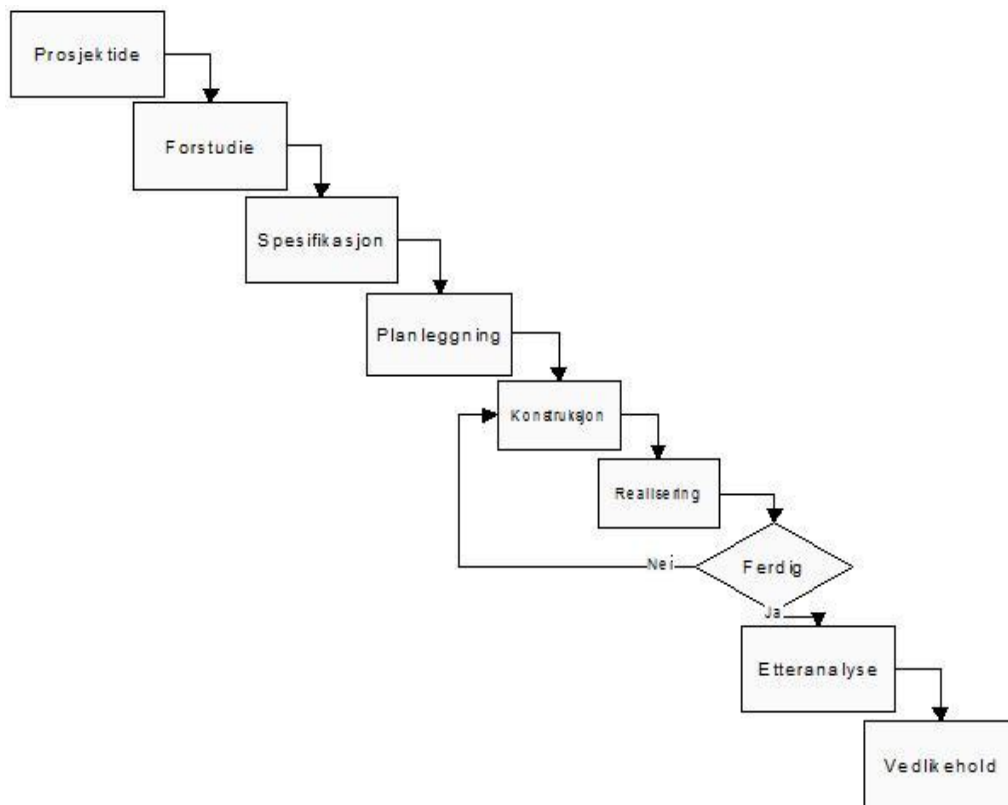 Prosjektide
Forstudie
Spesifikasjon
Planleggning
Konstruksjon
Realisering
Ferdig
Nei
Ja
Etteranalyse
Vedlikehold